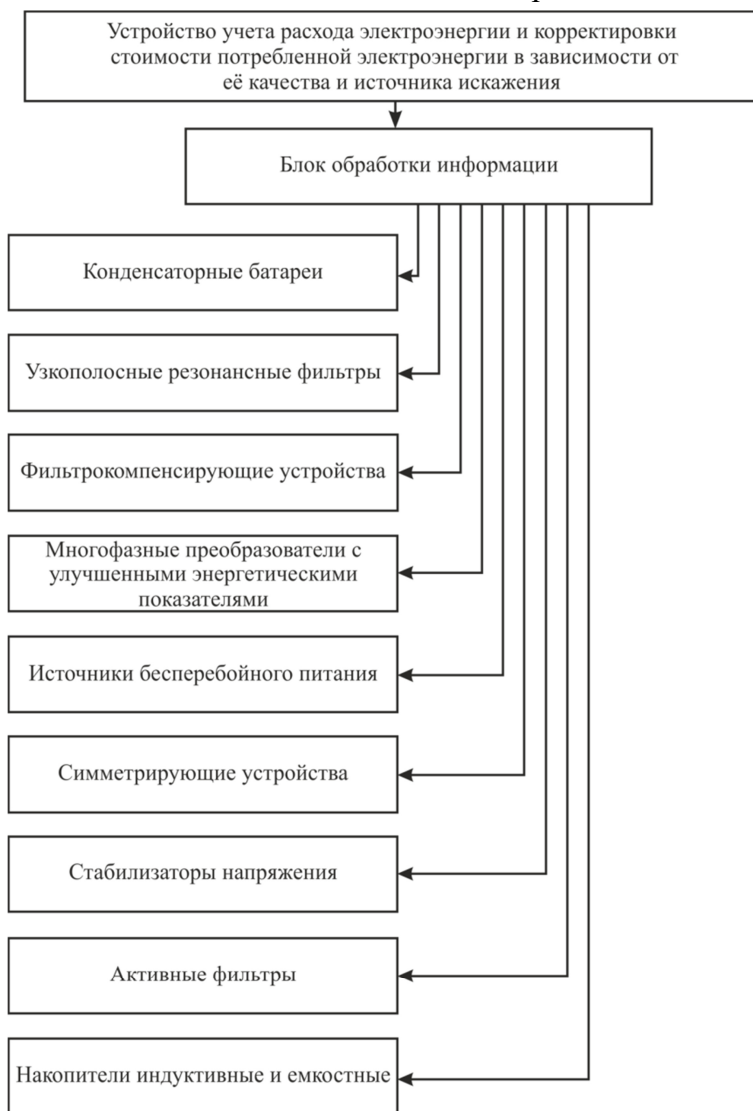 Устройство учета расхода электроэнергии и корректировки
стоимости потребленной электроэнергии в зависимости от
её качества и источника искажения
Блок обработки информации
Конденсаторные батареи
Узкополосные резонансные фильтры
Фильтрокомпенсирующие устройства
Многофазные преобразователи с
улучшенными энергетическими
показателями
Источники бесперебойного питания
Симметрирующие устройства
Стабилизаторы напряжения
Активные фильтры
Накопители индуктивные и емкостные